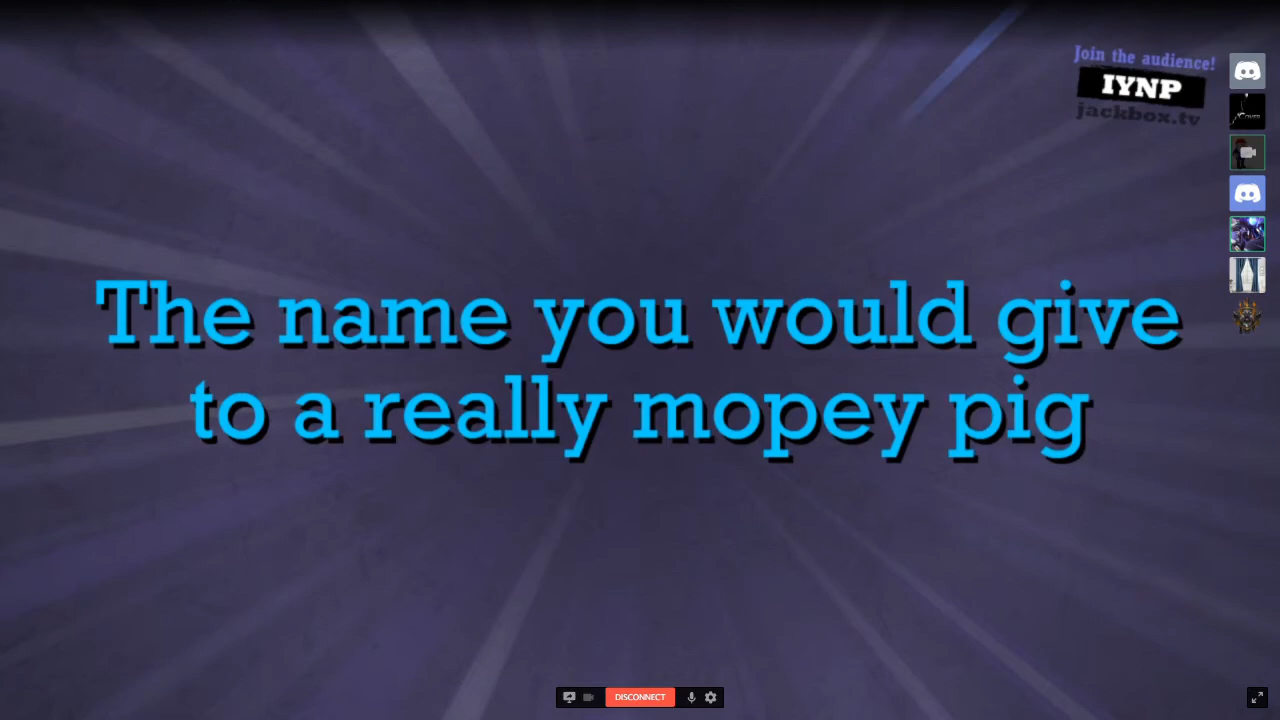 Join the audience!
IYNP
jackbox.tv
The name you would give
to a really mopey pig
DISCONNECT